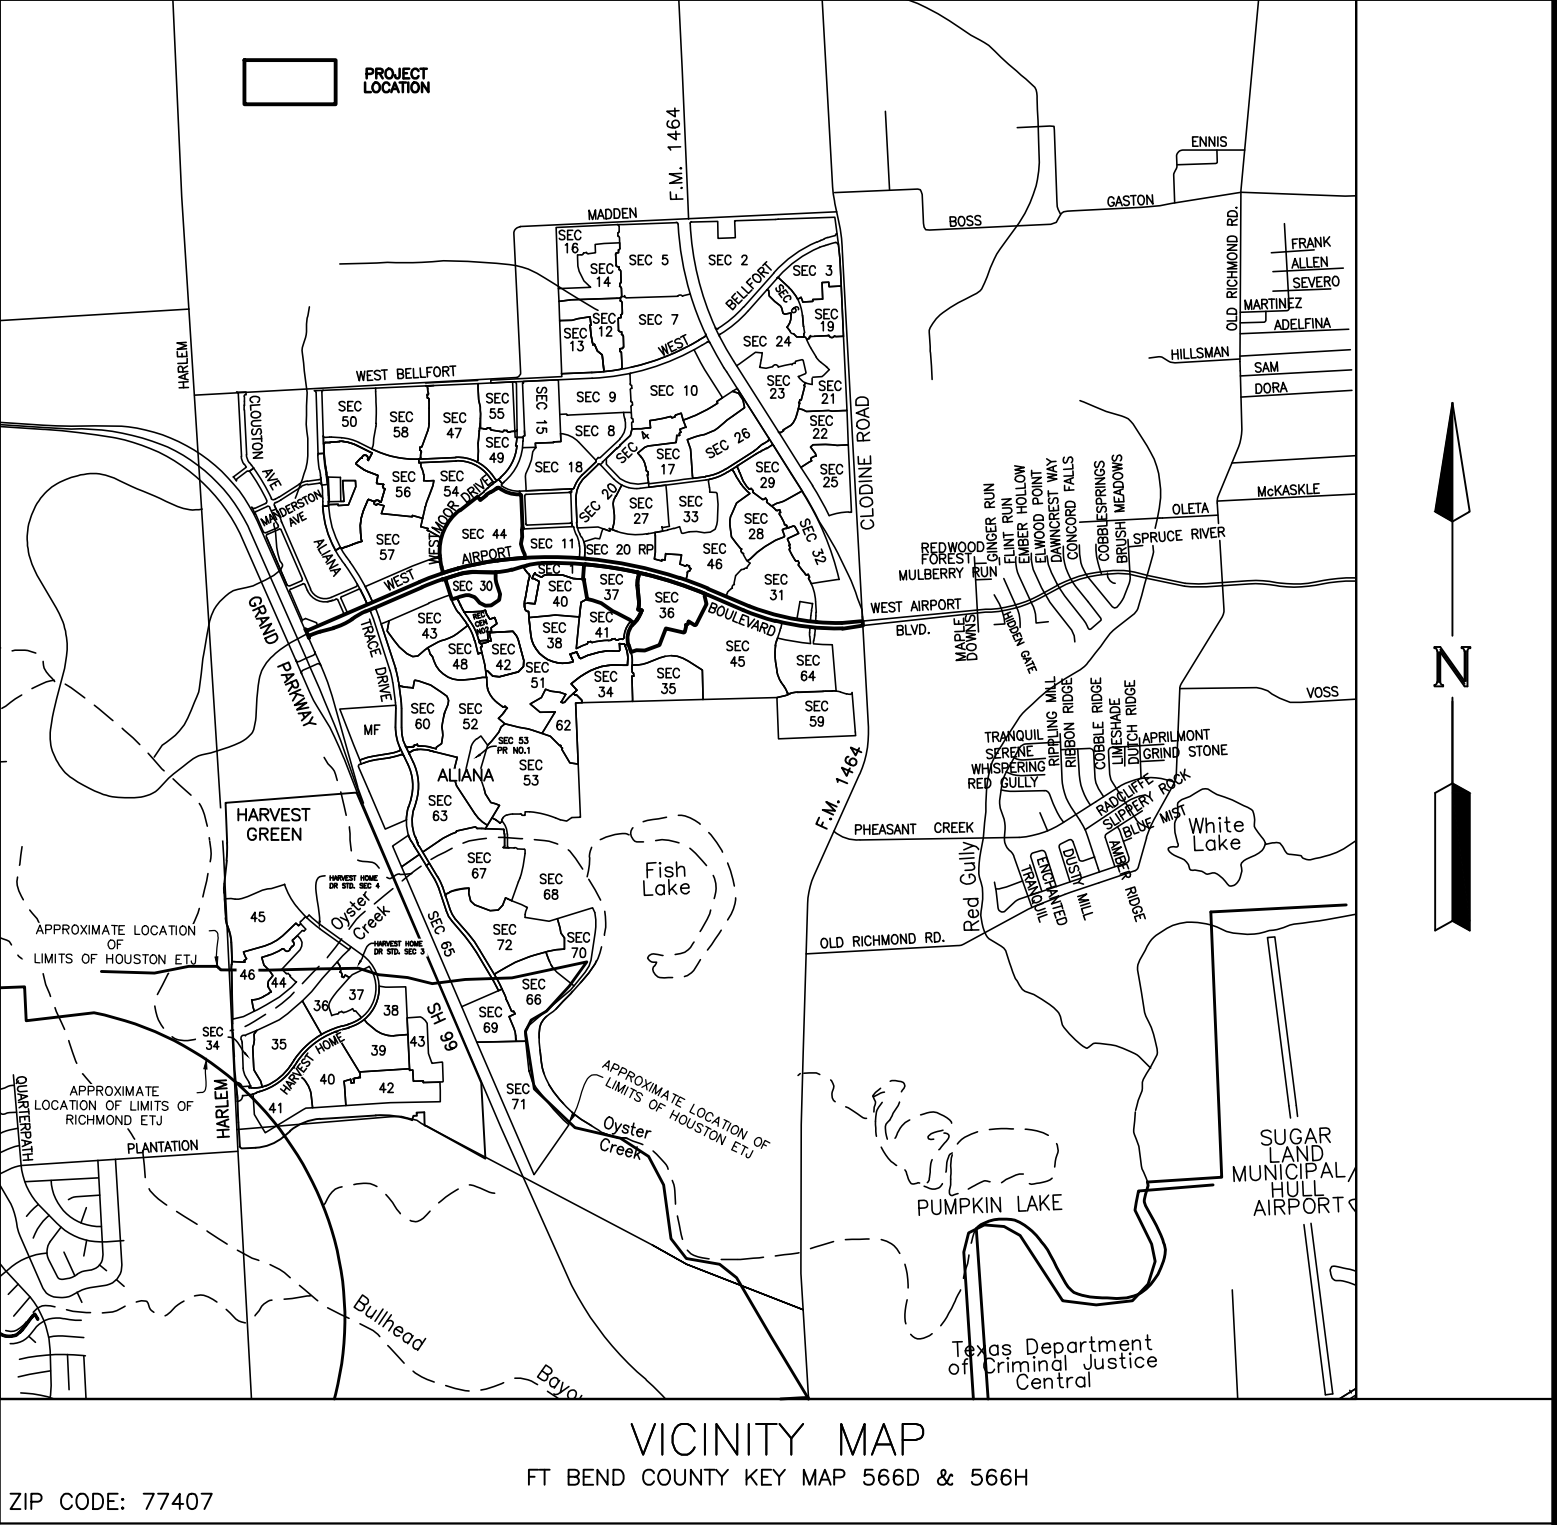 PROJECT
LOCATION
F.M. 1464
ENNIS
GASTON
BOSS
MADDEN
OLD RICHMOND RD.
FRANK
ALLEN
SEVERO
MARTINEZ
ADELFINA
HILLSMAN
SAM
DORA
McKASKLE
OLETA
SPRUCE RIVER
HARLEM
WEST BELLFORT
WEST
BELLFORT
SEC
16
SEC
14
SEC 5
SEC 2
SEC 3
SEC 6
SEC
19
SEC
12
SEC
13
SEC 7
SEC 24
SEC
23
SEC
21
SEC
22
SEC
25
CLODINE ROAD
CLOUSTON
AVE
SEC
50
SEC
58
SEC
47
SEC
55
SEC
49
SEC 15
SEC 9
SEC 10
SEC 8
SEC 4
SEC 26
SEC
17
SEC 18
SEC
29
SEC
56
SEC
54
WESTMOOR DRIVE
SEC 20
SEC
27
SEC
33
SEC
28
SEC 32
MANDERSTON
AVE
ALIANA
SEC
57
SEC 44
SEC 11
SEC 20 RP
SEC
46
SEC
31
WEST
AIRPORT
BOULEVARD
SEC 1
SEC 30
SEC
40
SEC
37
SEC
36
SEC
43
REC
CEN
NO2
SEC
41
SEC
38
SEC
48
SEC
42
SEC
51
SEC
34
SEC
35
SEC
45
SEC
64
SEC
59
GRAND
PARKWAY
TRACE DRIVE
MF
SEC
60
SEC
52
62
SEC 53
PR NO.1
SEC
53
ALIANA
SEC
63
REDWOOD
FOREST
MULBERRY RUN
GINGER RUN
FLINT RUN
EMBER HOLLOW
ELWOOD POINT
DAWNCREST WAY
CONCORD FALLS
COBBLESPRINGS
BRUSH MEADOWS
WEST AIRPORT
BLVD.
MAPLE
DOWNS
HIDDEN GATE
VOSS
TRANQUIL
SERENE
WHISPERING
RED GULLY
RIPPLING MILL
RIBBON RIDGE
COBBLE RIDGE
LIMESHADE
DUTCH RIDGE
APRILMONT
GRIND STONE
RADCLIFFE
SLIPPERY ROCK
BLUE MIST
White
Lake
F.M. 1464
PHEASANT CREEK
Red Gully
TRANQUIL
ENCHANTED
DUSTY MILL
AMBER RIDGE
OLD RICHMOND RD.
HARVEST
GREEN
HARVEST HOME
DR STD. SEC 4
Oyster
Creek
HARVEST HOME
DR STD. SEC 3
SEC
67
SEC
68
Fish
Lake
SEC
72
SEC
70
SEC
66
SEC
69
SEC
71
SEC 65
SH 99
APPROXIMATE LOCATION
OF
LIMITS OF HOUSTON ETJ
45
46
44
36
37
38
SEC
34
35
39
43
HARVEST HOME
40
42
41
APPROXIMATE
LOCATION OF LIMITS OF
RICHMOND ETJ
QUARTERPATH
HARLEM
PLANTATION
APPROXIMATE LOCATION OF
LIMITS OF HOUSTON ETJ
Oyster
Creek
PUMPKIN LAKE
SUGAR
LAND
MUNICIPAL
HULL
AIRPORT
Bullhead
Bayou
Texas Department
of Criminal Justice
Central
N
VICINITY MAP
FT BEND COUNTY KEY MAP 566D & 566H
ZIP CODE: 77407